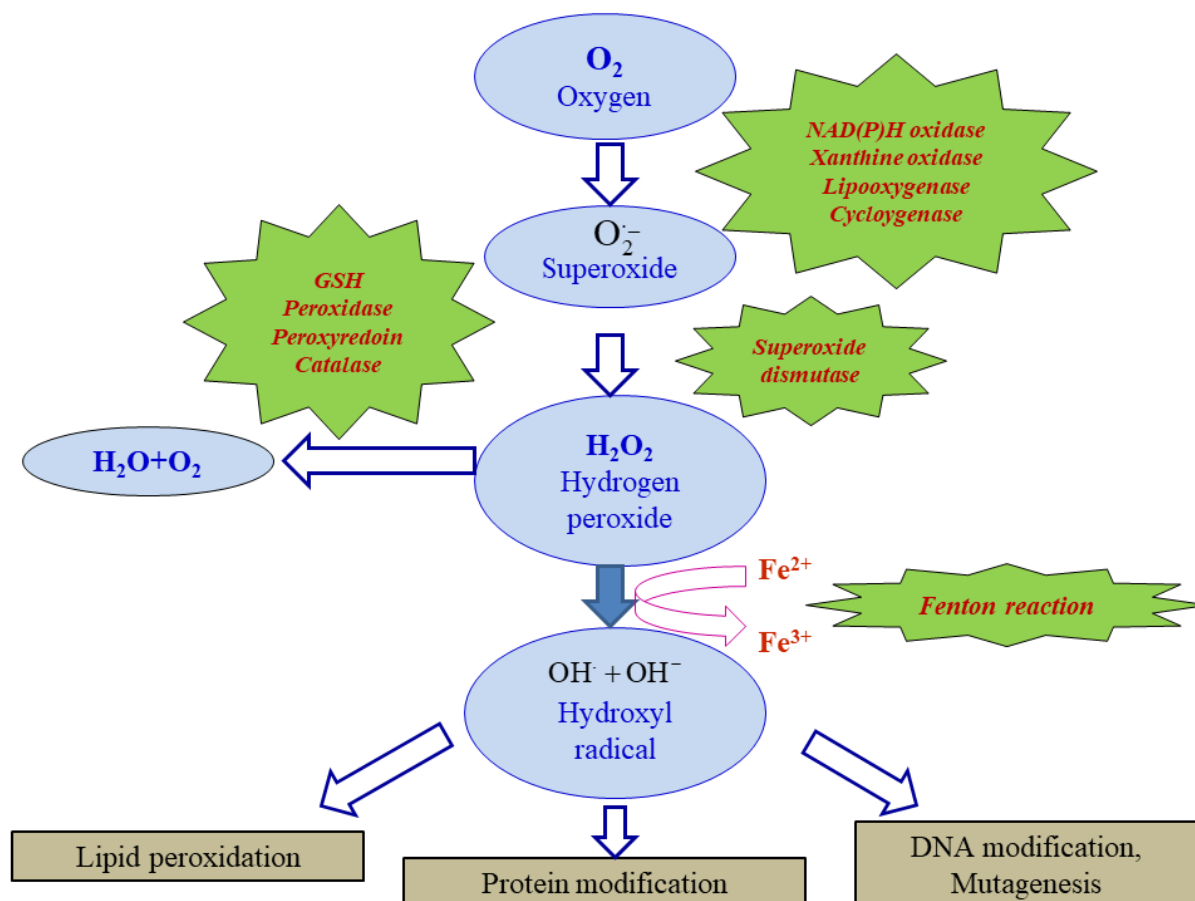 O₂
Oxygen
NAD(P)H oxidase
Xanthine oxidase
Lipooxygenase
Cycloygenase
O₂˙⁻
Superoxide
GSH
Peroxidase
Peroxyredoin
Catalase
Superoxide
dismutase
H₂O+O₂
H₂O₂
Hydrogen
peroxide
Fe²⁺
Fe³⁺
Fenton reaction
OH˙ + OH⁻
Hydroxyl
radical
Lipid peroxidation
Protein modification
DNA modification,
Mutagenesis